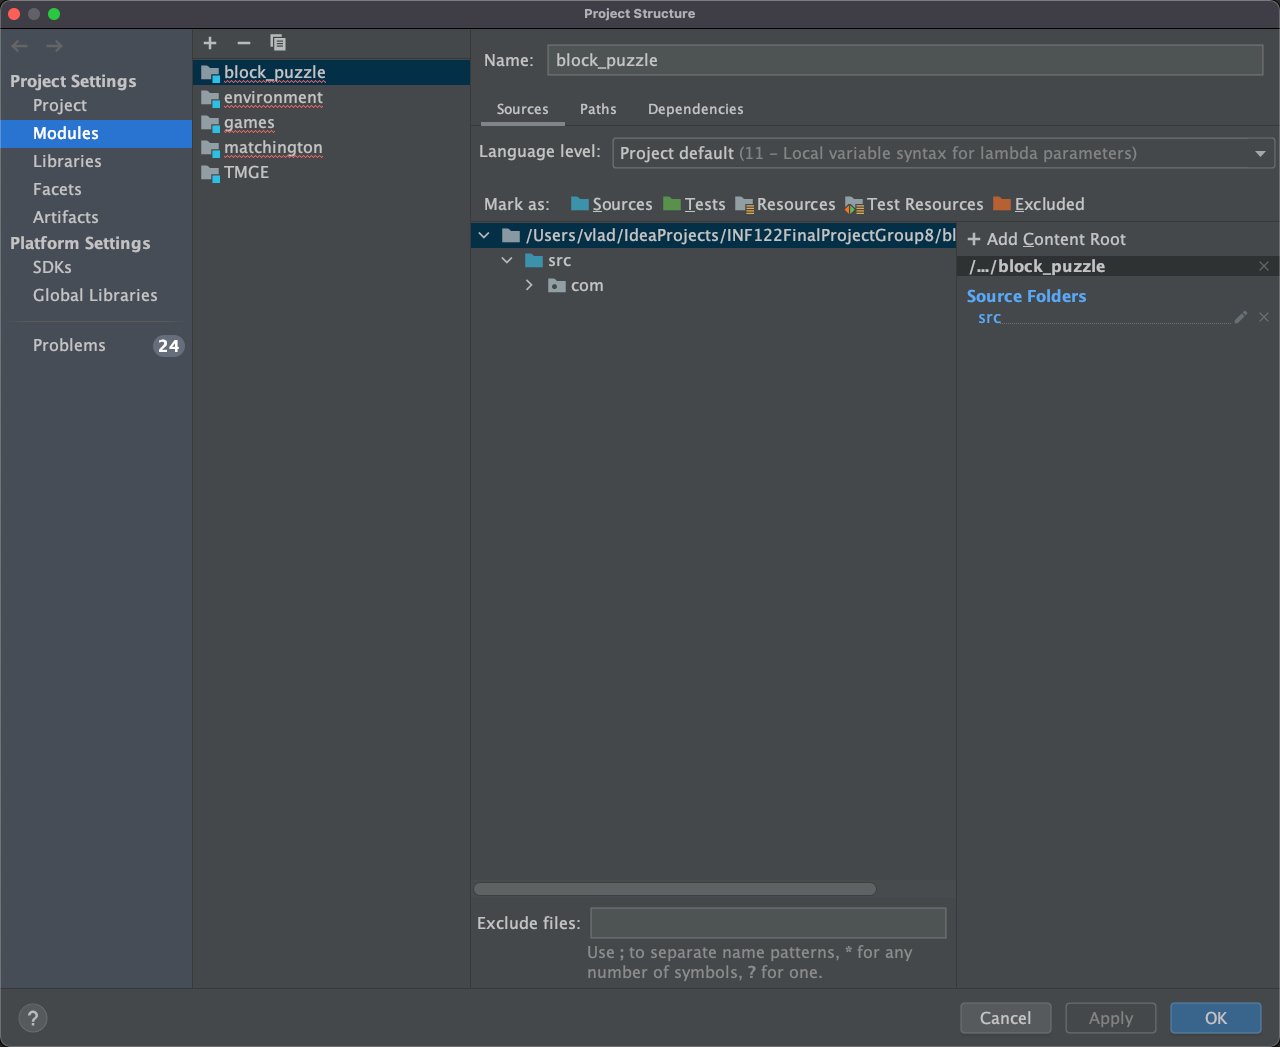 Project Structure
Project Settings
Project
Modules
Libraries
Facets
Artifacts
Platform Settings
SDKs
Global Libraries
Problems 24
block_puzzle
environment
games
matchington
TMGE
Name: block_puzzle
Sources Paths Dependencies
Language level: Project default (11 – Local variable syntax for lambda parameters)
Mark as: Sources Tests Resources Test Resources Excluded
/Users/vlad/IdeaProjects/INF122FinalProjectGroup8/bl
src
com
Add Content Root
/.../block_puzzle
Source Folders
src
Exclude files:
Use ; to separate name patterns, * for any
number of symbols, ? for one.
?
Cancel Apply OK